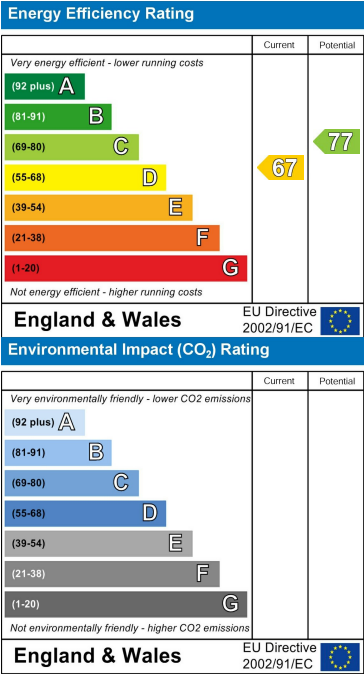 Energy Efficiency Rating
Current Potential
Very energy efficient - lower running costs
(92 plus) A
(81-91) B
(69-80) C
(55-68) D
(39-54) E
(21-38) F
(1-20) G
67
77
Not energy efficient - higher running costs
England & Wales
EU Directive
2002/91/EC
Environmental Impact (CO₂) Rating
Current Potential
Very environmentally friendly - lower CO2 emissions
(92 plus) A
(81-91) B
(69-80) C
(55-68) D
(39-54) E
(21-38) F
(1-20) G
Not environmentally friendly - higher CO2 emissions
England & Wales
EU Directive
2002/91/EC